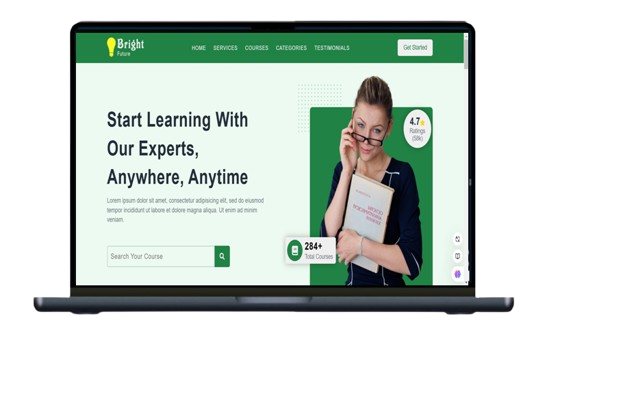 Bright
Future
HOME SERVICES COURSES CATEGORIES TESTIMONIALS
Get Started
Start Learning With
Our Experts,
Anywhere, Anytime
Lorem ipsum dolor sit amet, consectetur adipisicing elit, sed do eiusmod
tempor incididunt ut labore et dolore magna aliqua. Ut enim ad minim
veniam.
Search Your Course
4.7
Ratings
(58k)
284+
Total Courses